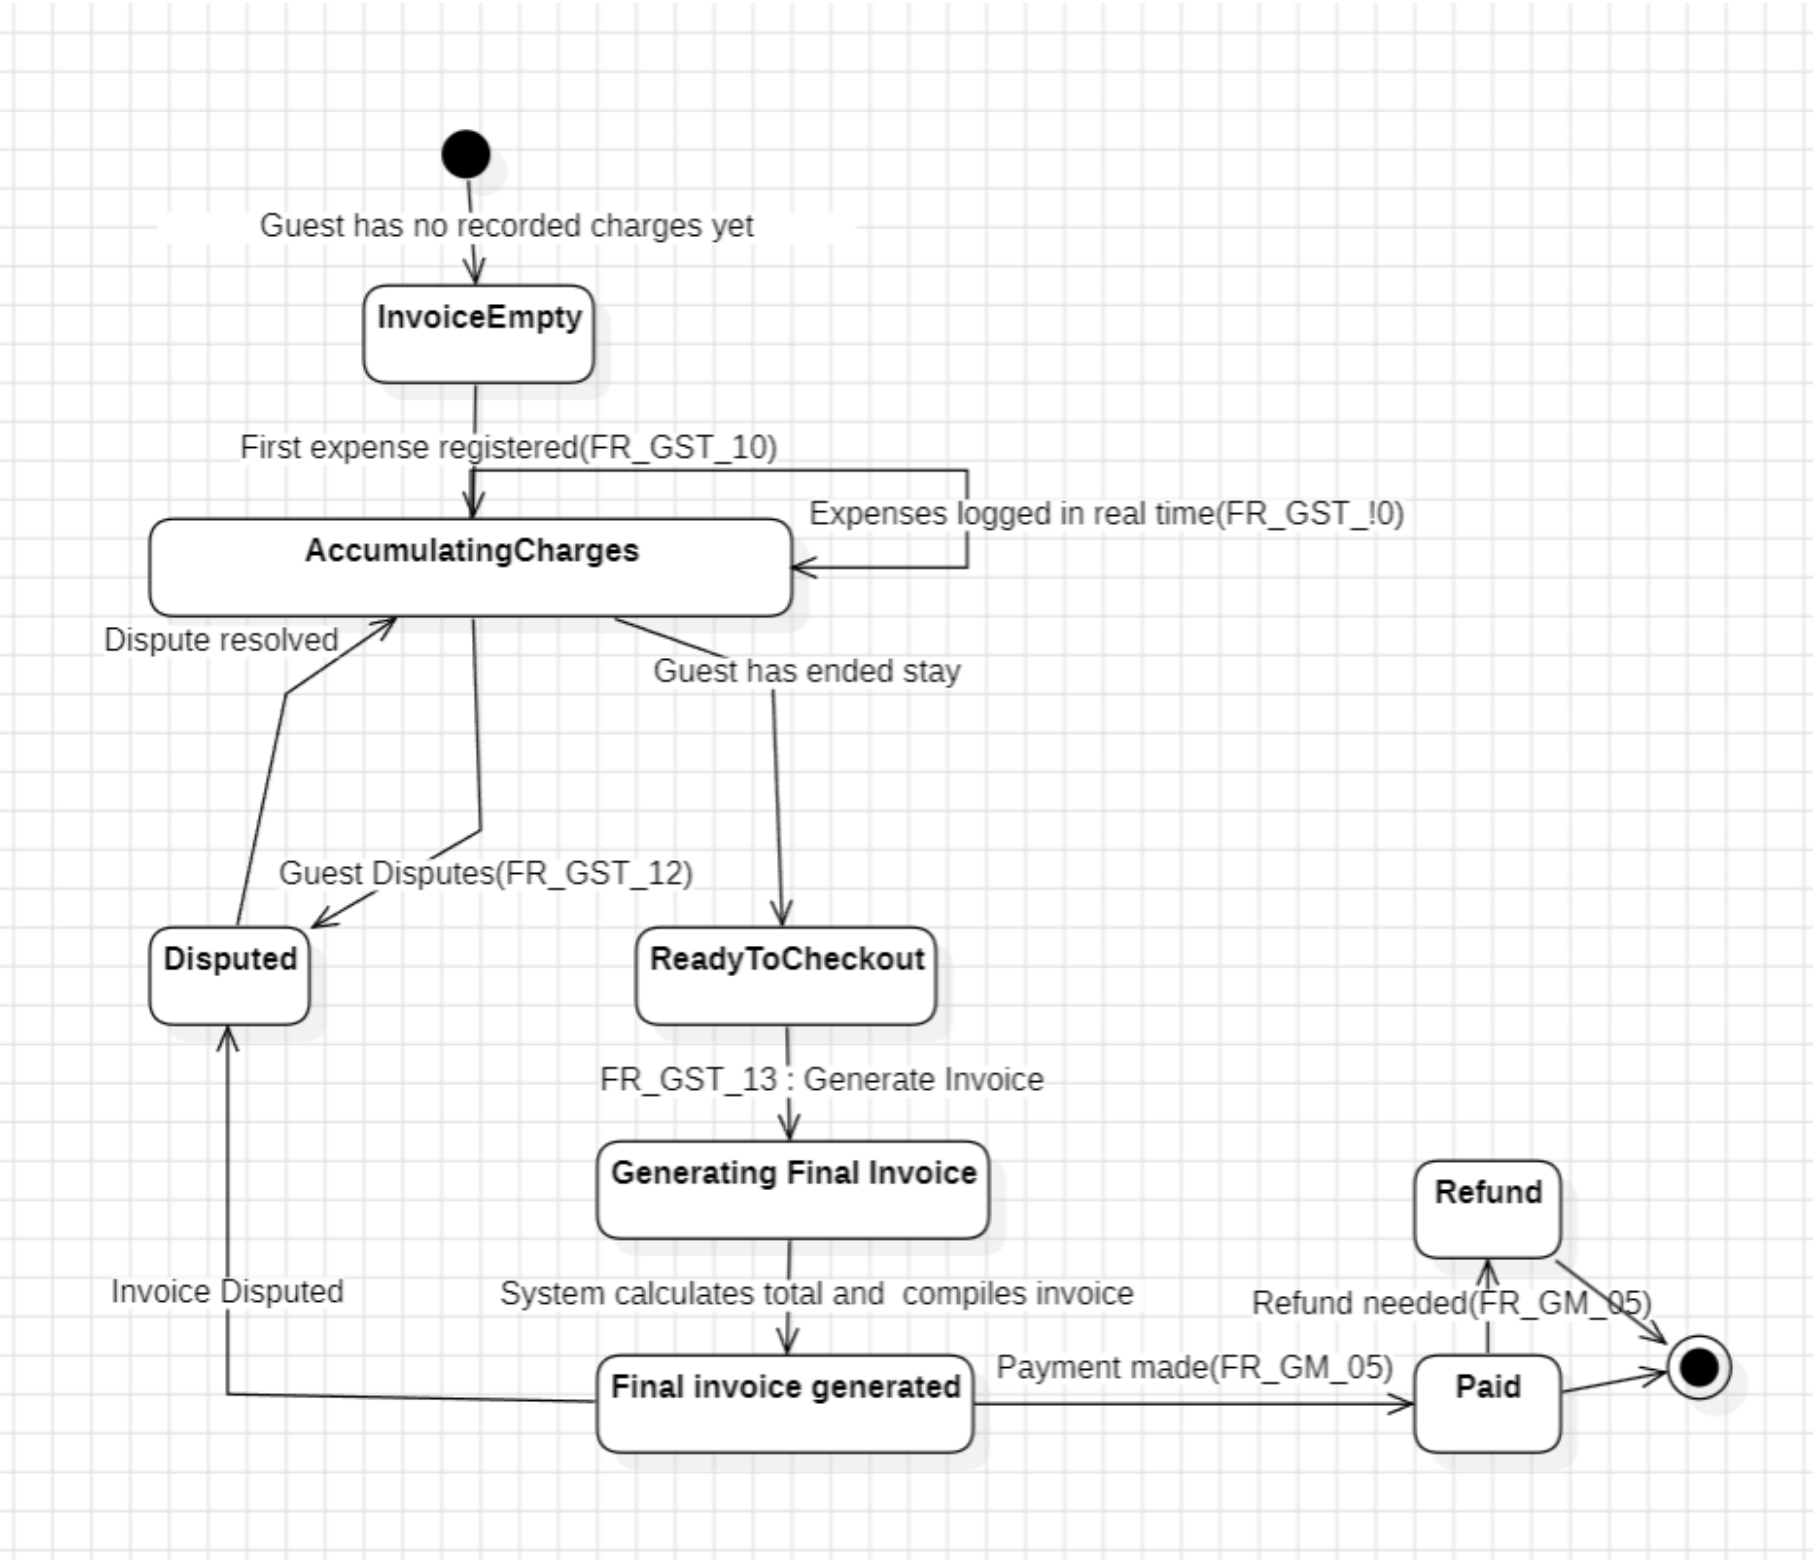 Guest has no recorded charges yet
InvoiceEmpty
First expense registered(FR_GST_10)
Expenses logged in real time(FR_GST_!0)
AccumulatingCharges
Dispute resolved
Guest has ended stay
Guest Disputes(FR_GST_12)
Disputed
ReadyToCheckout
FR_GST_13 : Generate Invoice
Generating Final Invoice
Refund
Invoice Disputed
System calculates total and  compiles invoice
Refund needed(FR_GM_05)
Final invoice generated
Payment made(FR_GM_05)
Paid